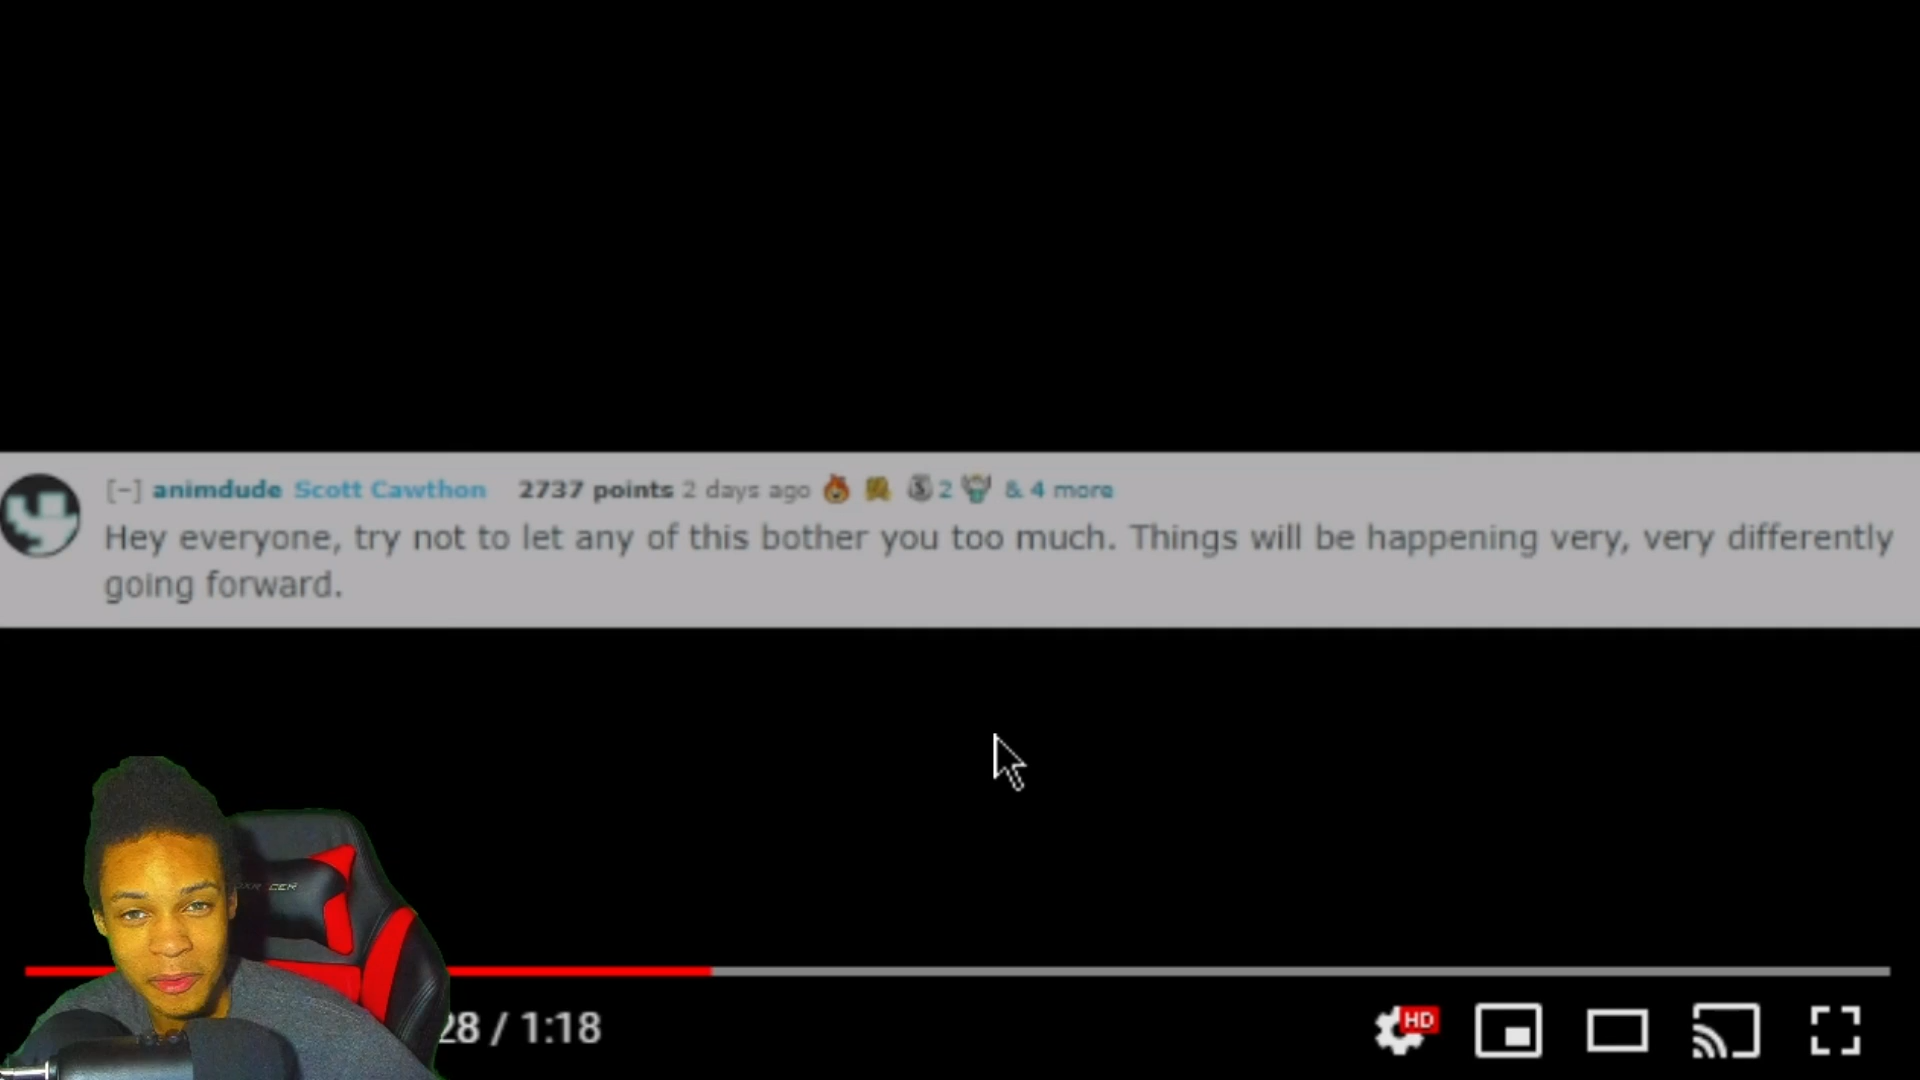 [-] animdude Scott Cawthon 2737 points 2 days ago 2 & 4 more
Hey everyone, try not to let any of this bother you too much. Things will be happening very, very differently
going forward.
28 / 1:18
HD